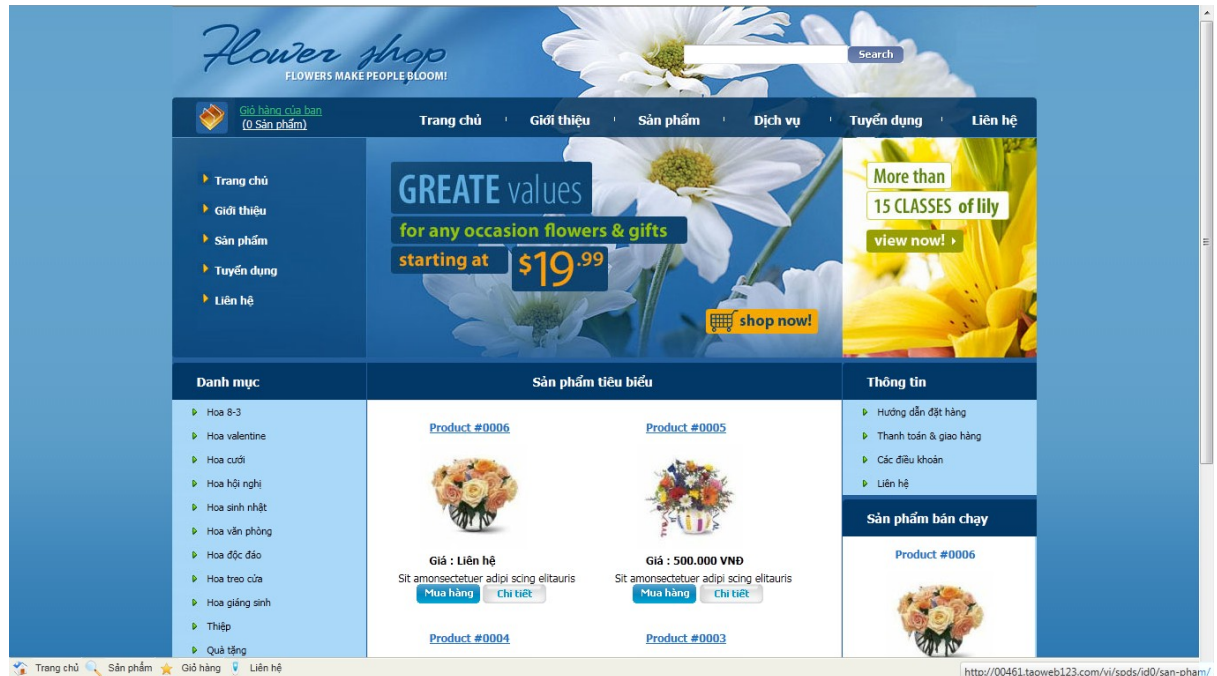 Flower shop
FLOWERS MAKE PEOPLE BLOOM!
Search
Giỏ hàng của bạn
(0 Sản phẩm)
Trang chủ Giới thiệu Sản phẩm Dịch vụ Tuyển dụng Liên hệ
Trang chủ
Giới thiệu
Sản phẩm
Tuyển dụng
Liên hệ
GREATE values
for any occasion flowers & gifts
starting at $19.99
shop now!
More than
15 CLASSES of lily
view now!
Danh mục
Hoa 8-3
Hoa valentine
Hoa cưới
Hoa hội nghị
Hoa sinh nhật
Hoa văn phòng
Hoa độc đáo
Hoa treo cửa
Hoa giáng sinh
Thiệp
Quà tặng
Sản phẩm tiêu biểu
Product #0006 Product #0005
Giá : Liên hệ Giá : 500.000 VNĐ
Sit amonsectetuer adipi scing elitauris Sit amonsectetuer adipi scing elitauris
Mua hàng Chi tiết Mua hàng Chi tiết
Product #0004 Product #0003
Thông tin
Hướng dẫn đặt hàng
Thanh toán & giao hàng
Các điều khoản
Liên hệ
Sản phẩm bán chạy
Product #0006
Trang chủ Sản phẩm Giỏ hàng Liên hệ
http://00461.taoweb123.com/vi/spds/id0/san-pham/